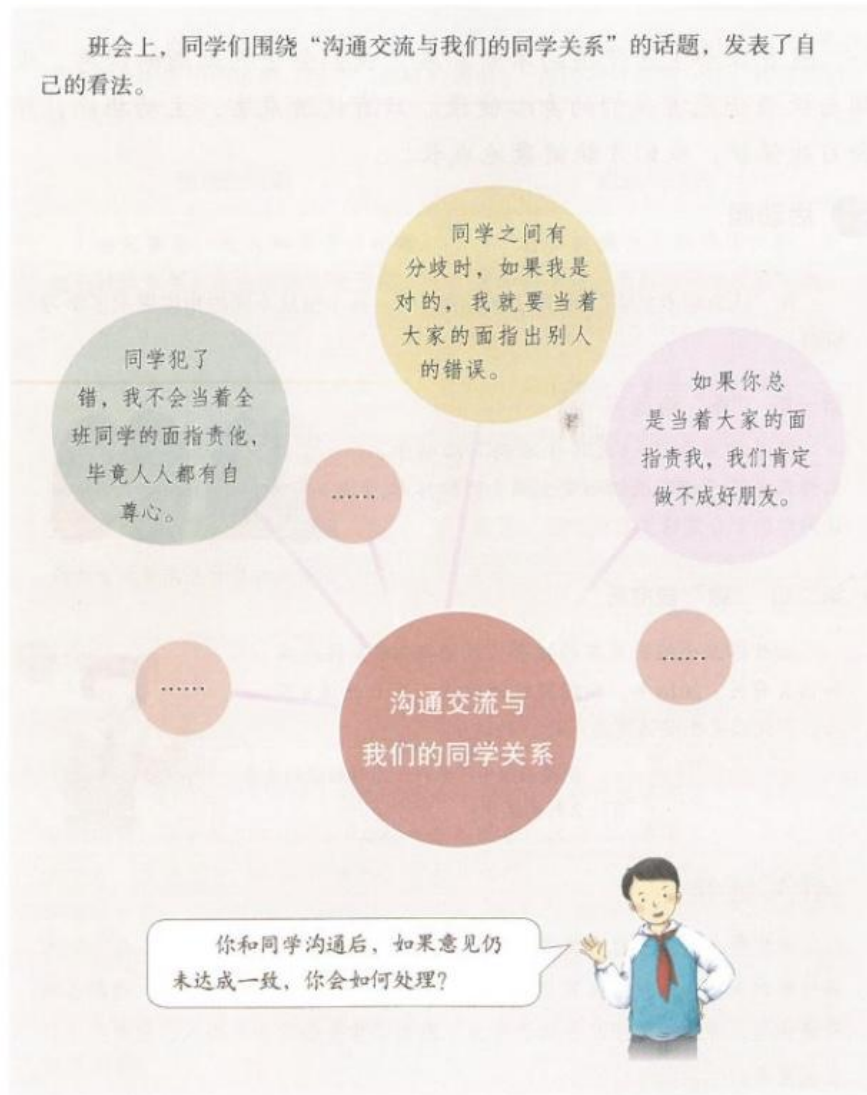 班会上，同学们围绕“沟通交流与我们的同学关系”的话题，发表了自
己的看法。
同学之间有
分歧时，如果我是
对的，我就要当着
大家的面指出别人
的错误。
同学犯了
错，我不会当着全
班同学的面指责他，
毕竟人人都有自
尊心。
如果你总
是当着大家的面
指责我，我们肯定
做不成好朋友。
……
……
……
沟通交流与
我们的同学关系
你和同学沟通后，如果意见仍
未达成一致，你会如何处理？